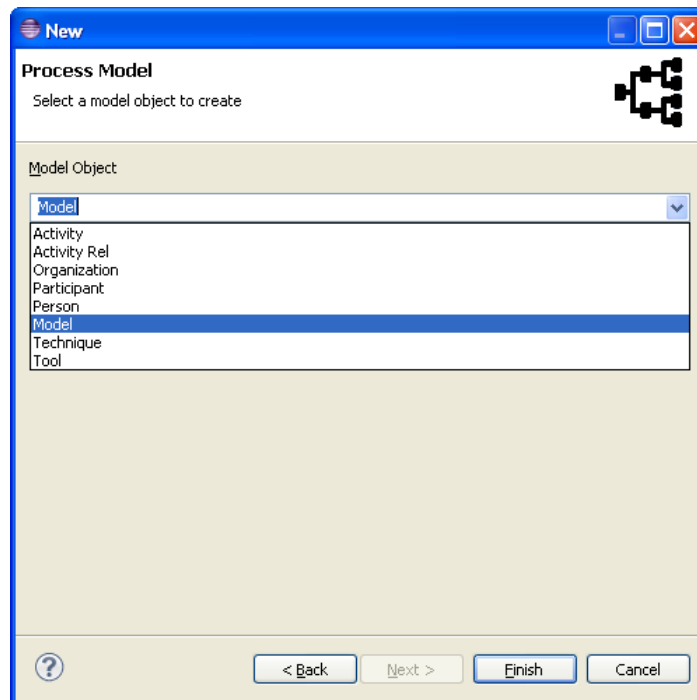 New
Process Model
Select a model object to create
Model Object
Model
Activity
Activity Rel
Organization
Participant
Person
Model
Technique
Tool
?
< Back Next > Finish Cancel